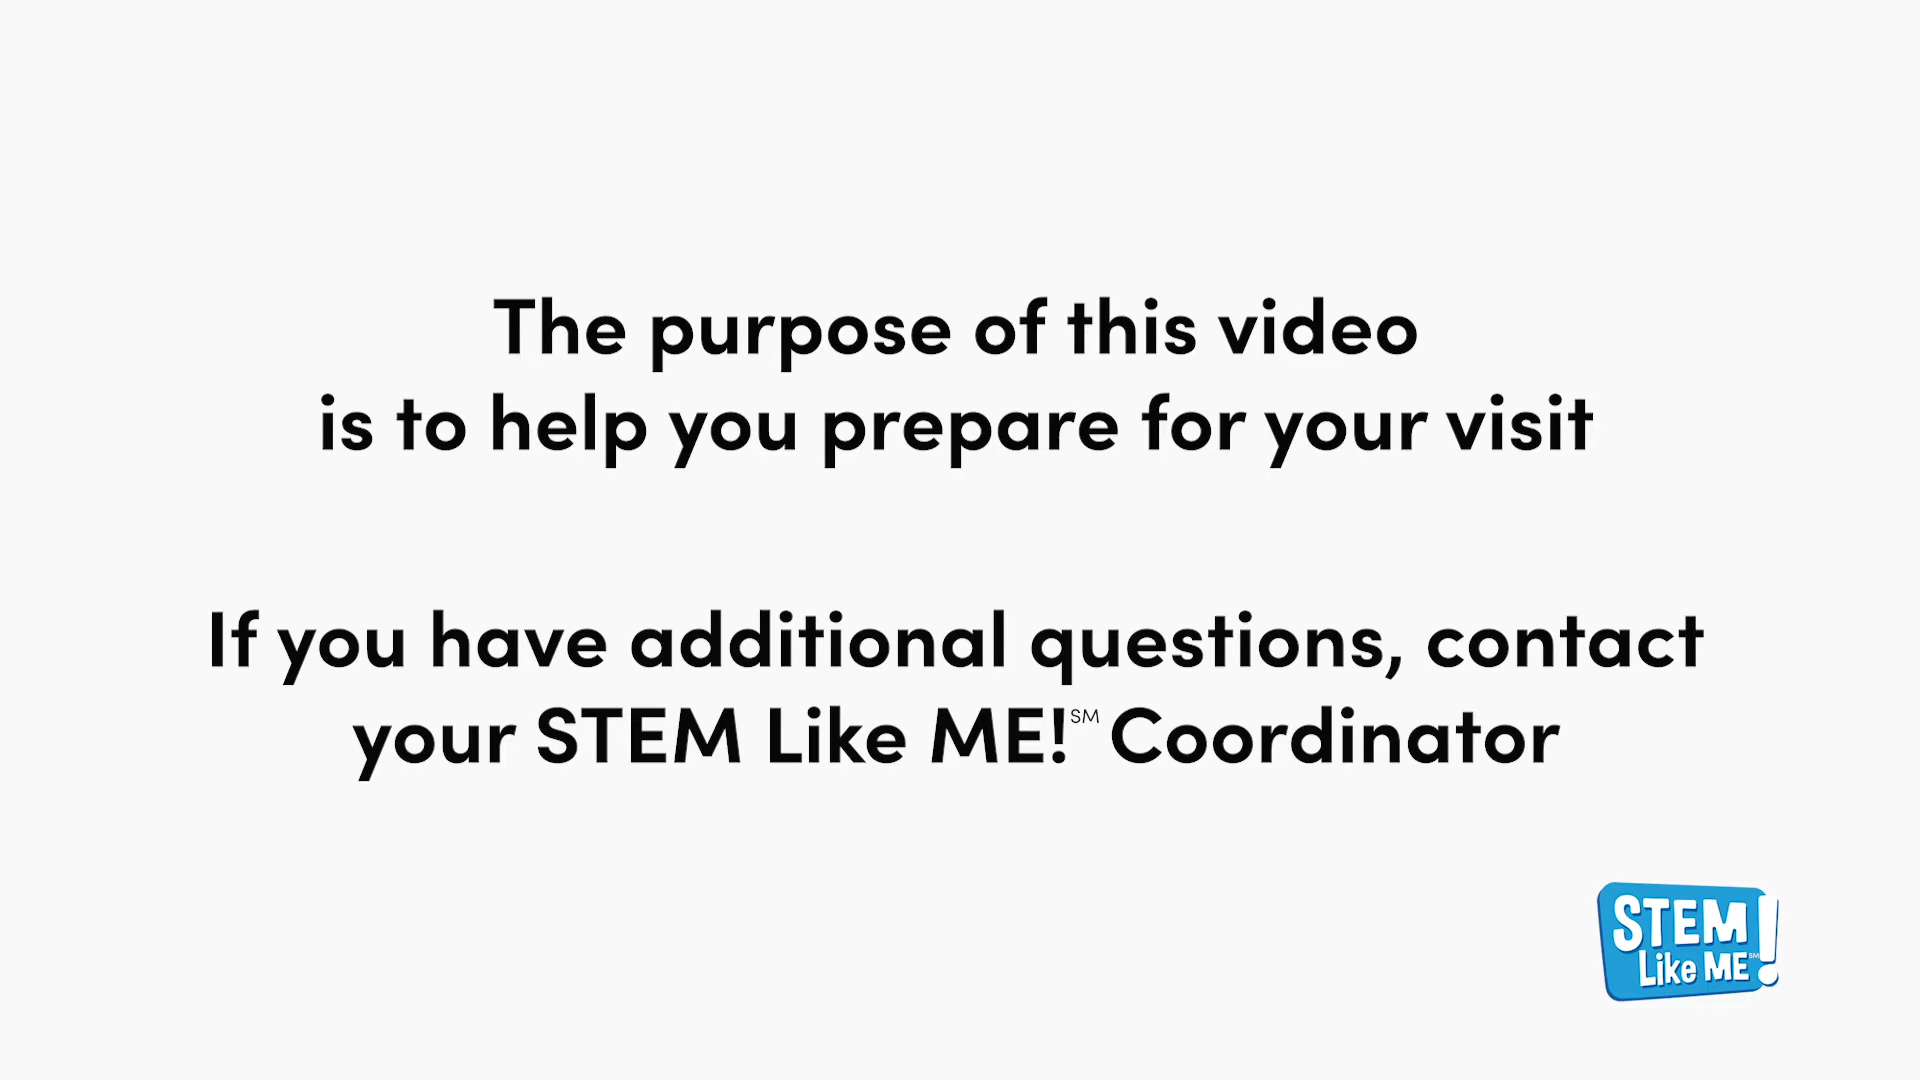 The purpose of this video
is to help you prepare for your visit
If you have additional questions, contact
your STEM Like ME!℠ Coordinator
STEM!
Like ME℠